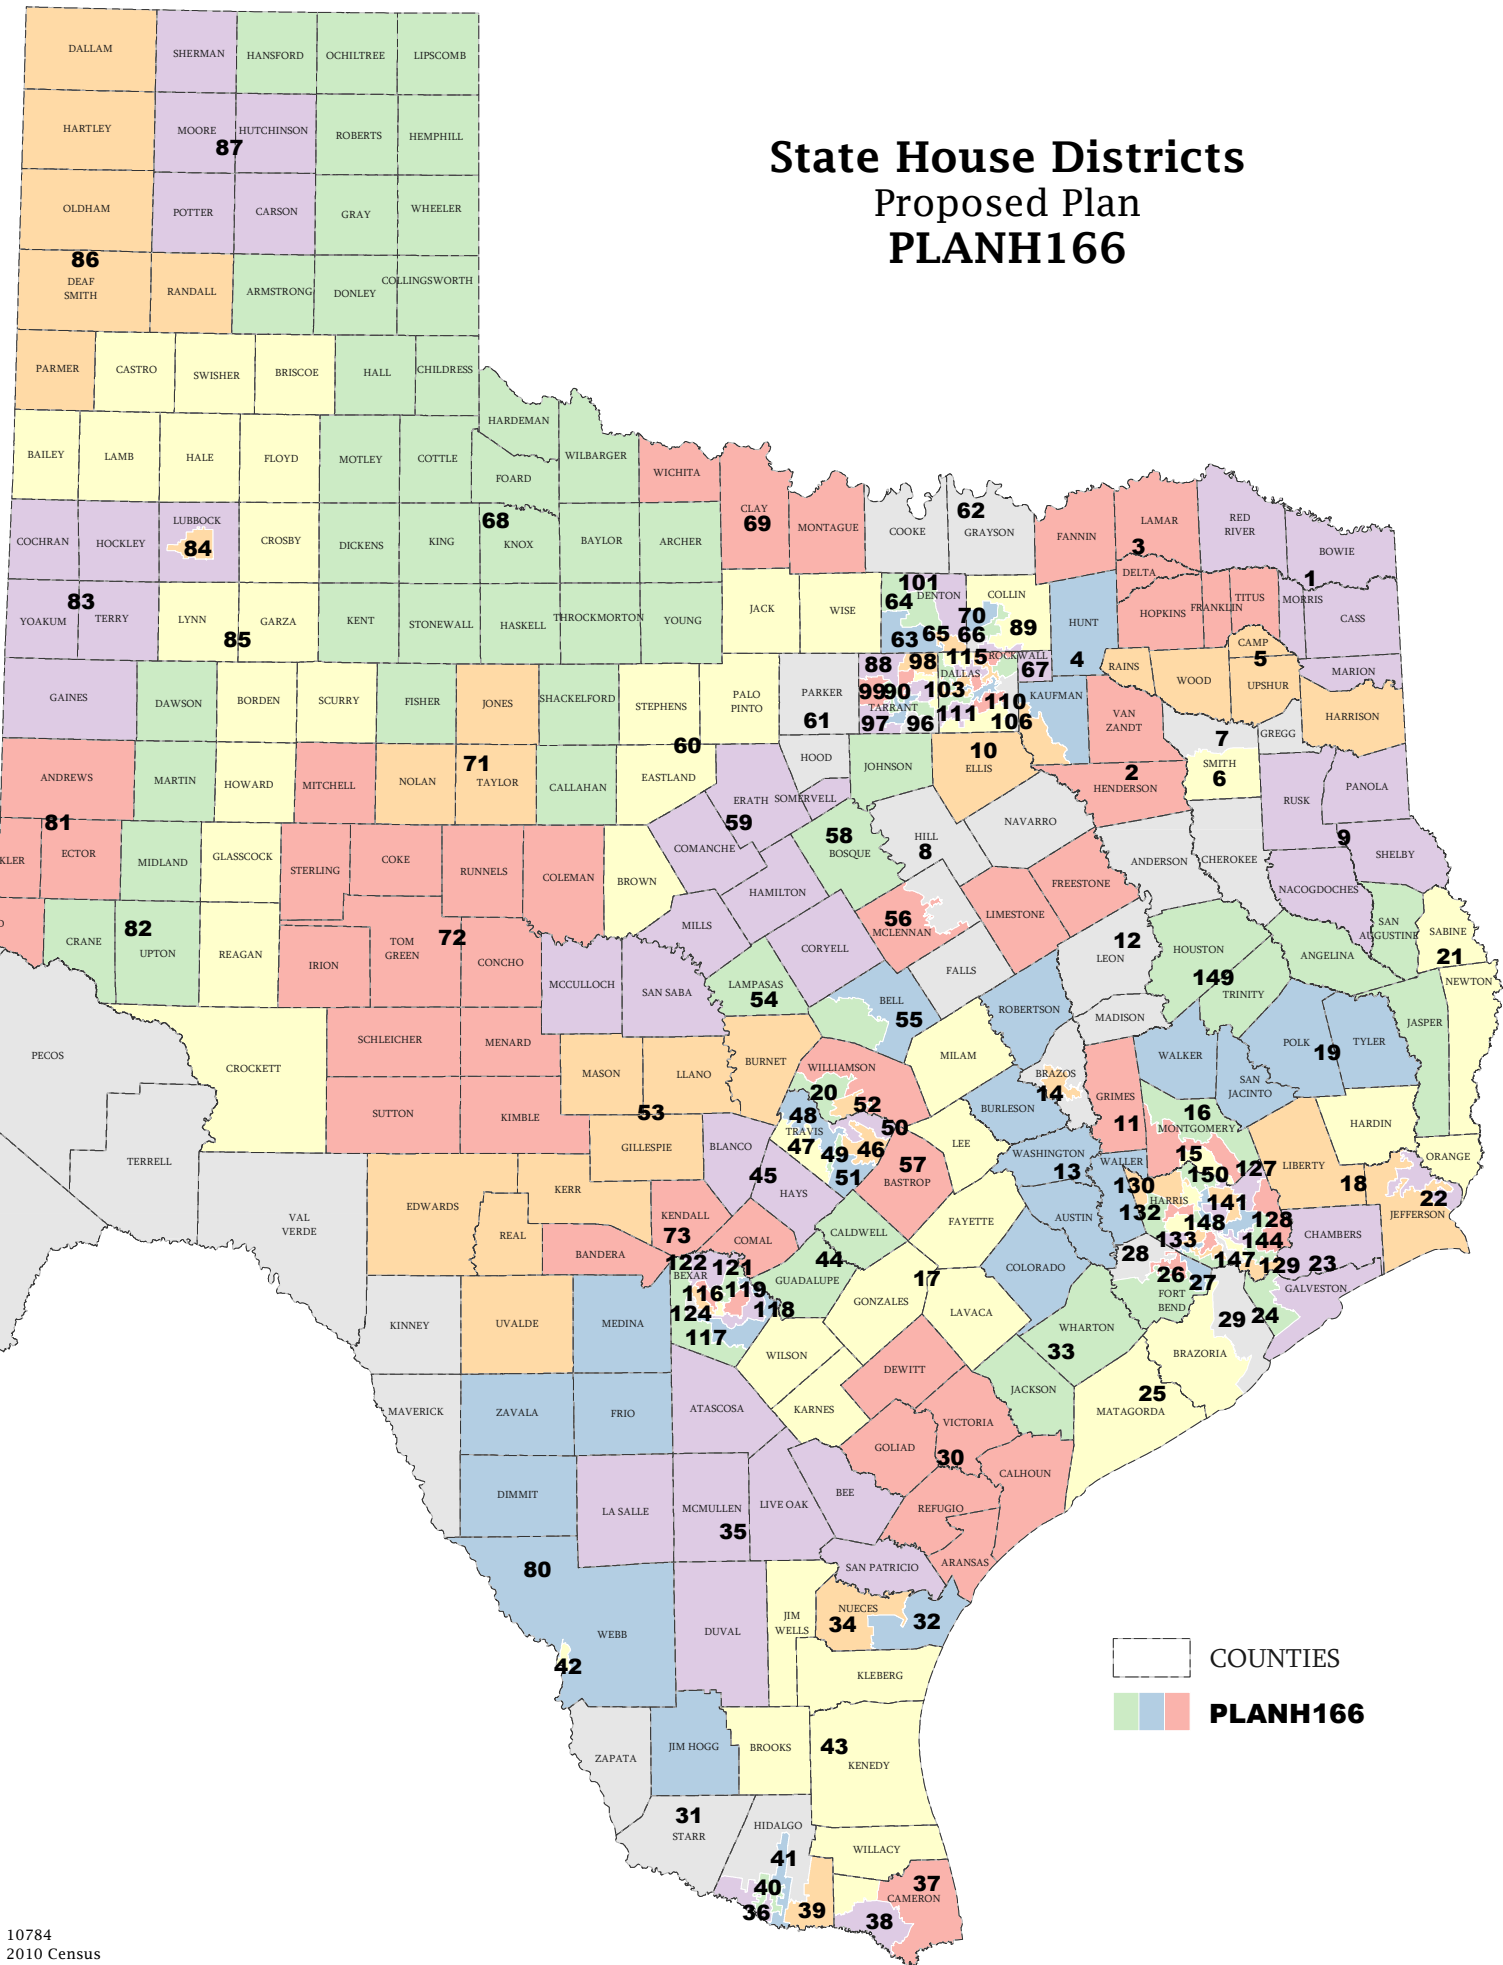 State House Districts
Proposed Plan
PLANH166
DALLAM
SHERMAN
HANSFORD
OCHILTREE
LIPSCOMB
HARTLEY
MOORE
HUTCHINSON
ROBERTS
HEMPHILL
87
OLDHAM
POTTER
CARSON
GRAY
WHEELER
86
DEAF
SMITH
RANDALL
ARMSTRONG
DONLEY
COLLINGSWORTH
PARMER
CASTRO
SWISHER
BRISCOE
HALL
CHILDRESS
HARDEMAN
BAILEY
LAMB
HALE
FLOYD
MOTLEY
COTTLE
FOARD
WILBARGER
WICHITA
CLAY
69
MONTAGUE
COOKE
62
GRAYSON
FANNIN
LAMAR
3
RED
RIVER
BOWIE
1
COCHRAN
HOCKLEY
LUBBOCK
84
CROSBY
DICKENS
KING
68
KNOX
BAYLOR
ARCHER
DELTA
HOPKINS
FRANKLIN
TITUS
MORRIS
CASS
83
YOAKUM
TERRY
LYNN
GARZA
85
KENT
STONEWALL
HASKELL
THROCKMORTON
YOUNG
JACK
WISE
101
DENTON
64
63
65
70
66
COLLIN
89
HUNT
4
RAINS
WOOD
CAMP
5
UPSHUR
MARION
HARRISON
GAINES
DAWSON
BORDEN
SCURRY
FISHER
JONES
SHACKELFORD
STEPHENS
PALO
PINTO
PARKER
61
88
98
115
ROCKWALL
67
DALLAS
99
90
103
TARRANT
97
96
111
110
106
KAUFMAN
VAN
ZANDT
7
GREGG
SMITH
6
60
ANDREWS
MARTIN
HOWARD
MITCHELL
NOLAN
71
TAYLOR
CALLAHAN
EASTLAND
HOOD
JOHNSON
10
ELLIS
2
HENDERSON
RUSK
PANOLA
ERATH
SOMERVELL
59
81
KLER
ECTOR
MIDLAND
GLASSCOCK
STERLING
COKE
RUNNELS
COLEMAN
BROWN
COMANCHE
58
BOSQUE
HILL
8
NAVARRO
ANDERSON
CHEROKEE
9
SHELBY
NACOGDOCHES
HAMILTON
56
MCLENNAN
LIMESTONE
FREESTONE
CRANE
82
UPTON
REAGAN
IRION
TOM
GREEN
72
CONCHO
MILLS
CORYELL
FALLS
12
LEON
HOUSTON
149
TRINITY
ANGELINA
SAN
AUGUSTINE
SABINE
21
NEWTON
MCCULLOCH
SAN SABA
LAMPASAS
54
BELL
55
ROBERTSON
MADISON
WALKER
POLK
19
TYLER
JASPER
PECOS
CROCKETT
SCHLEICHER
MENARD
MASON
LLANO
BURNET
WILLIAMSON
MILAM
BRAZOS
14
GRIMES
11
SAN
JACINTO
HARDIN
SUTTON
KIMBLE
53
GILLESPIE
BLANCO
20
52
48
TRAVIS
47
49
46
50
51
BURLESON
LEE
WASHINGTON
13
WALLER
16
MONTGOMERY
15
150
127
LIBERTY
18
ORANGE
22
JEFFERSON
TERRELL
VAL
VERDE
EDWARDS
KERR
REAL
KENDALL
73
BANDERA
45
HAYS
COMAL
57
BASTROP
CALDWELL
44
FAYETTE
AUSTIN
130
HARRIS
132
141
148
128
133
144
147
129
CHAMBERS
23
GALVESTON
122
121
BEXAR
116
119
118
124
117
GUADALUPE
GONZALES
17
LAVACA
COLORADO
28
26
27
FORT
BEND
29
24
KINNEY
UVALDE
MEDINA
WILSON
WHARTON
33
BRAZORIA
MAVERICK
ZAVALA
FRIO
ATASCOSA
KARNES
DEWITT
VICTORIA
JACKSON
25
MATAGORDA
GOLIAD
30
CALHOUN
DIMMIT
LA SALLE
MCMULLEN
35
LIVE OAK
BEE
REFUGIO
ARANSAS
80
SAN PATRICIO
WEBB
42
DUVAL
JIM
WELLS
NUECES
34
32
KLEBERG
ZAPATA
JIM HOGG
BROOKS
43
KENEDY
31
STARR
HIDALGO
41
40
36
39
WILLACY
37
CAMERON
38
COUNTIES
PLANH166
10784
2010 Census